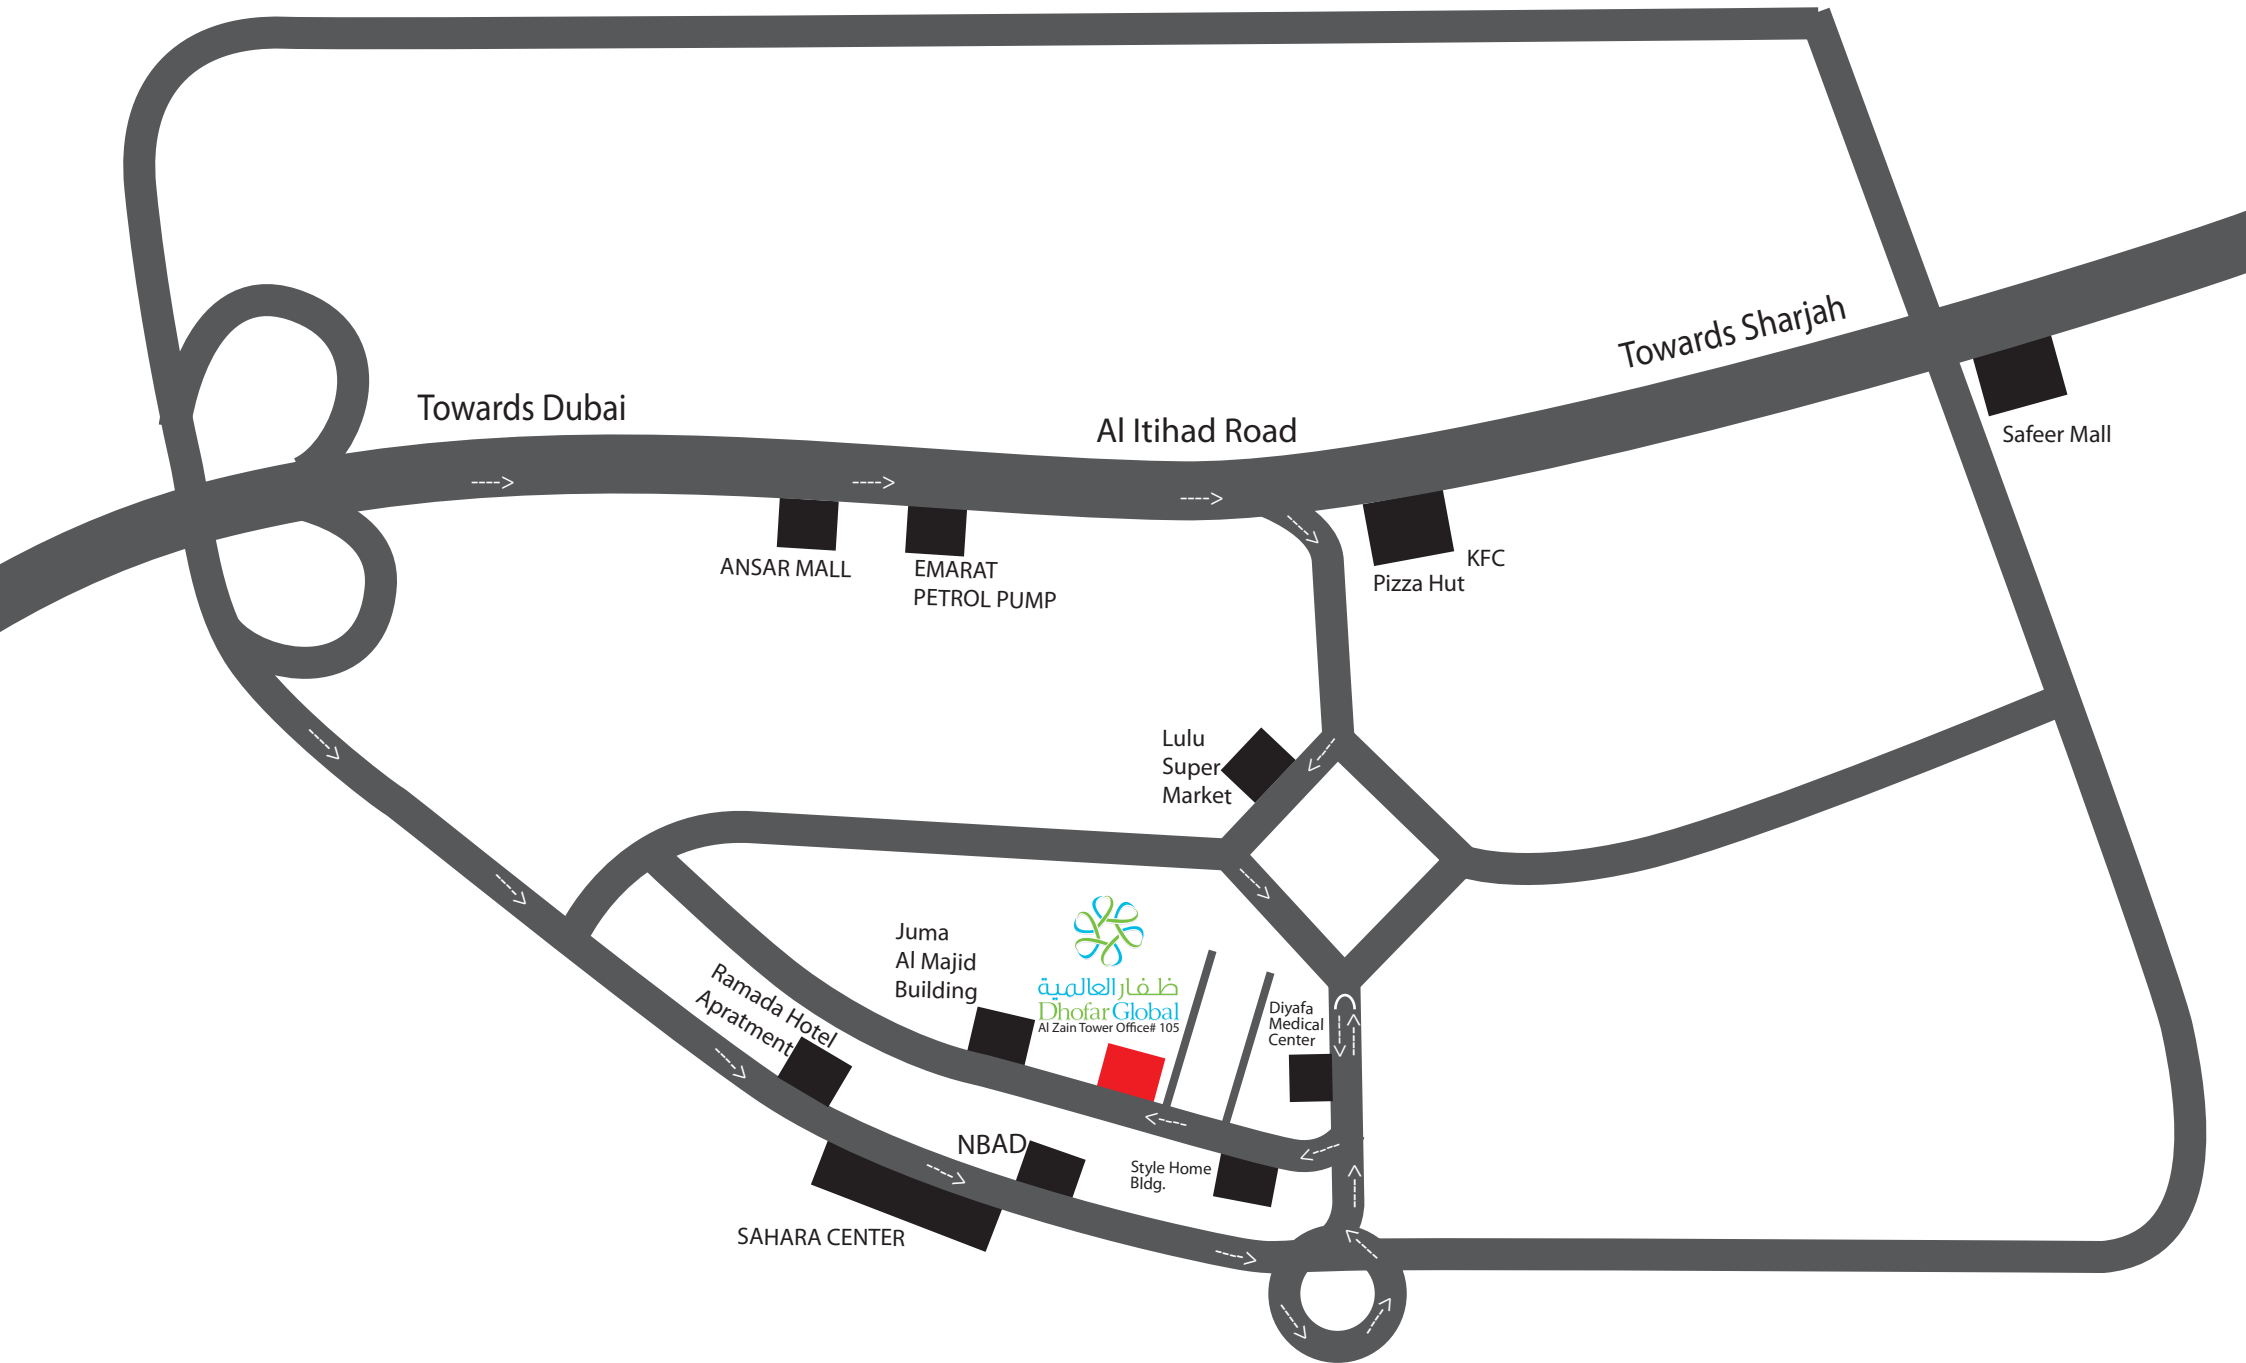 Towards Sharjah
Towards Dubai
Al Itihad Road
Safeer Mall
ANSAR MALL
EMARAT
PETROL PUMP
KFC
Pizza Hut
Lulu
Super
Market
Juma
Al Majid
Building
ظفار العالمية
Dhofar Global
Al Zain Tower Office# 105
Ramada Hotel
Apratment
Diyafa
Medical
Center
NBAD
Style Home
Bldg.
SAHARA CENTER